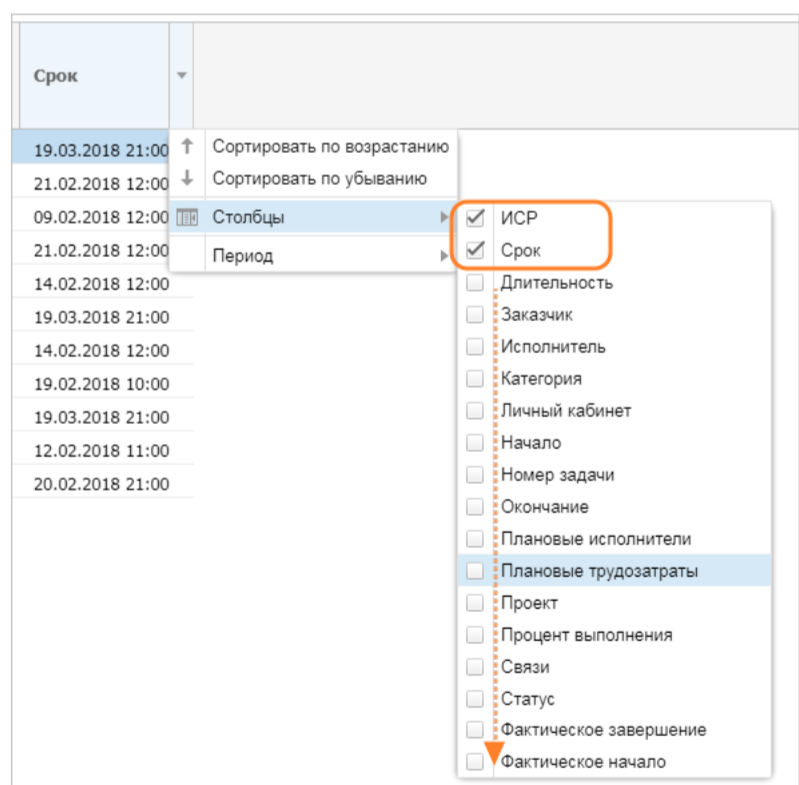 Срок
19.03.2018 21:00
21.02.2018 12:00
09.02.2018 12:00
21.02.2018 12:00
14.02.2018 12:00
19.03.2018 21:00
14.02.2018 12:00
19.02.2018 10:00
19.03.2018 21:00
12.02.2018 11:00
20.02.2018 21:00
Сортировать по возрастанию
Сортировать по убыванию
Столбцы
Период
ИСР
Срок
Длительность
Заказчик
Исполнитель
Категория
Личный кабинет
Начало
Номер задачи
Окончание
Плановые исполнители
Плановые трудозатраты
Проект
Процент выполнения
Связи
Статус
Фактическое завершение
Фактическое начало